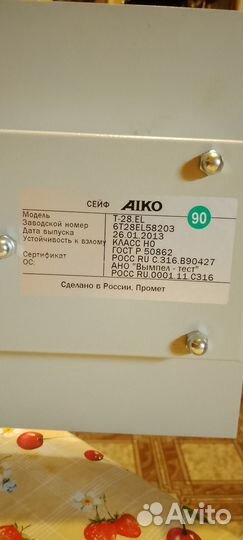 СЕЙФ AIKO
Модель T-28.EL
Заводской номер 6T28EL58203
Дата выпуска 26.01.2013
Устойчивость к взлому КЛАСС Н0
ГОСТ Р 50862
Сертификат РОСС RU С.316.В90427
ОС: АНО "Вымпел - тест"
РОСС RU.0001.11 С316
Сделано в России, Промет
90
Avito